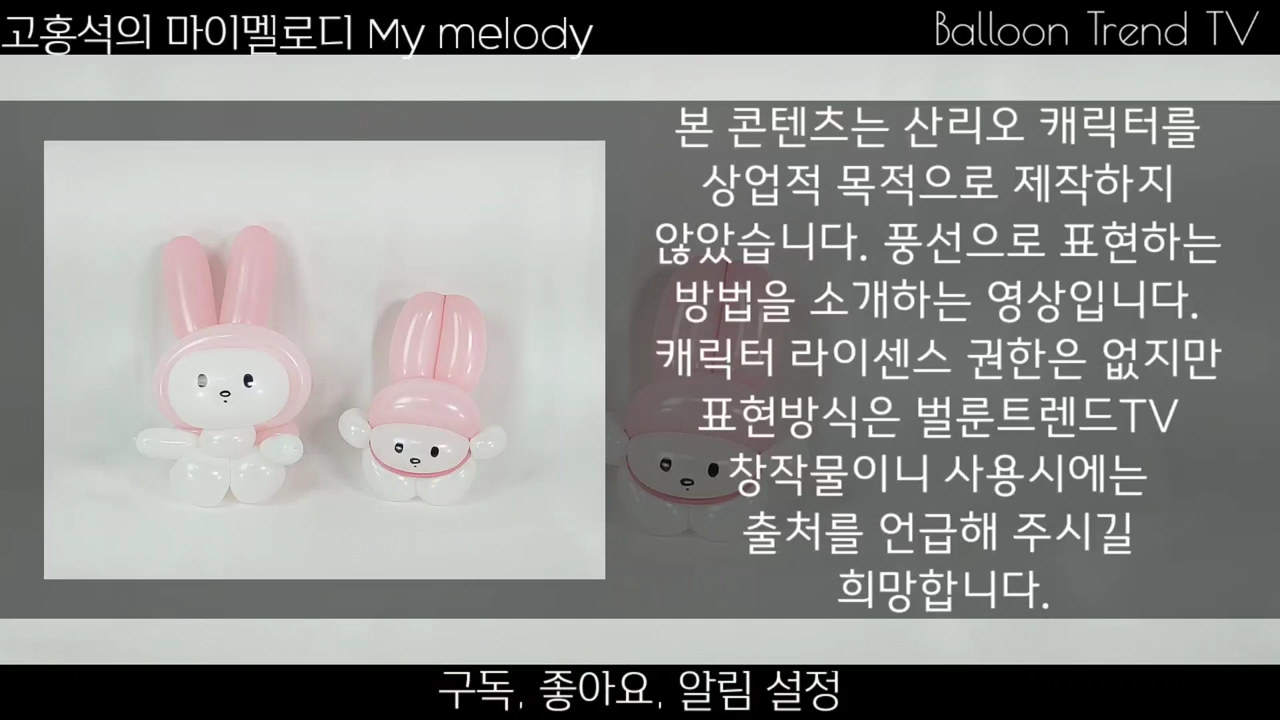 고홍석의 마이멜로디 My melody
Balloon Trend TV
본 콘텐츠는 산리오 캐릭터를
상업적 목적으로 제작하지
않았습니다. 풍선으로 표현하는
방법을 소개하는 영상입니다.
캐릭터 라이센스 권한은 없지만
표현방식은 벌룬트렌드TV
창작물이니 사용시에는
출처를 언급해 주시길
희망합니다.
구독, 좋아요, 알림 설정